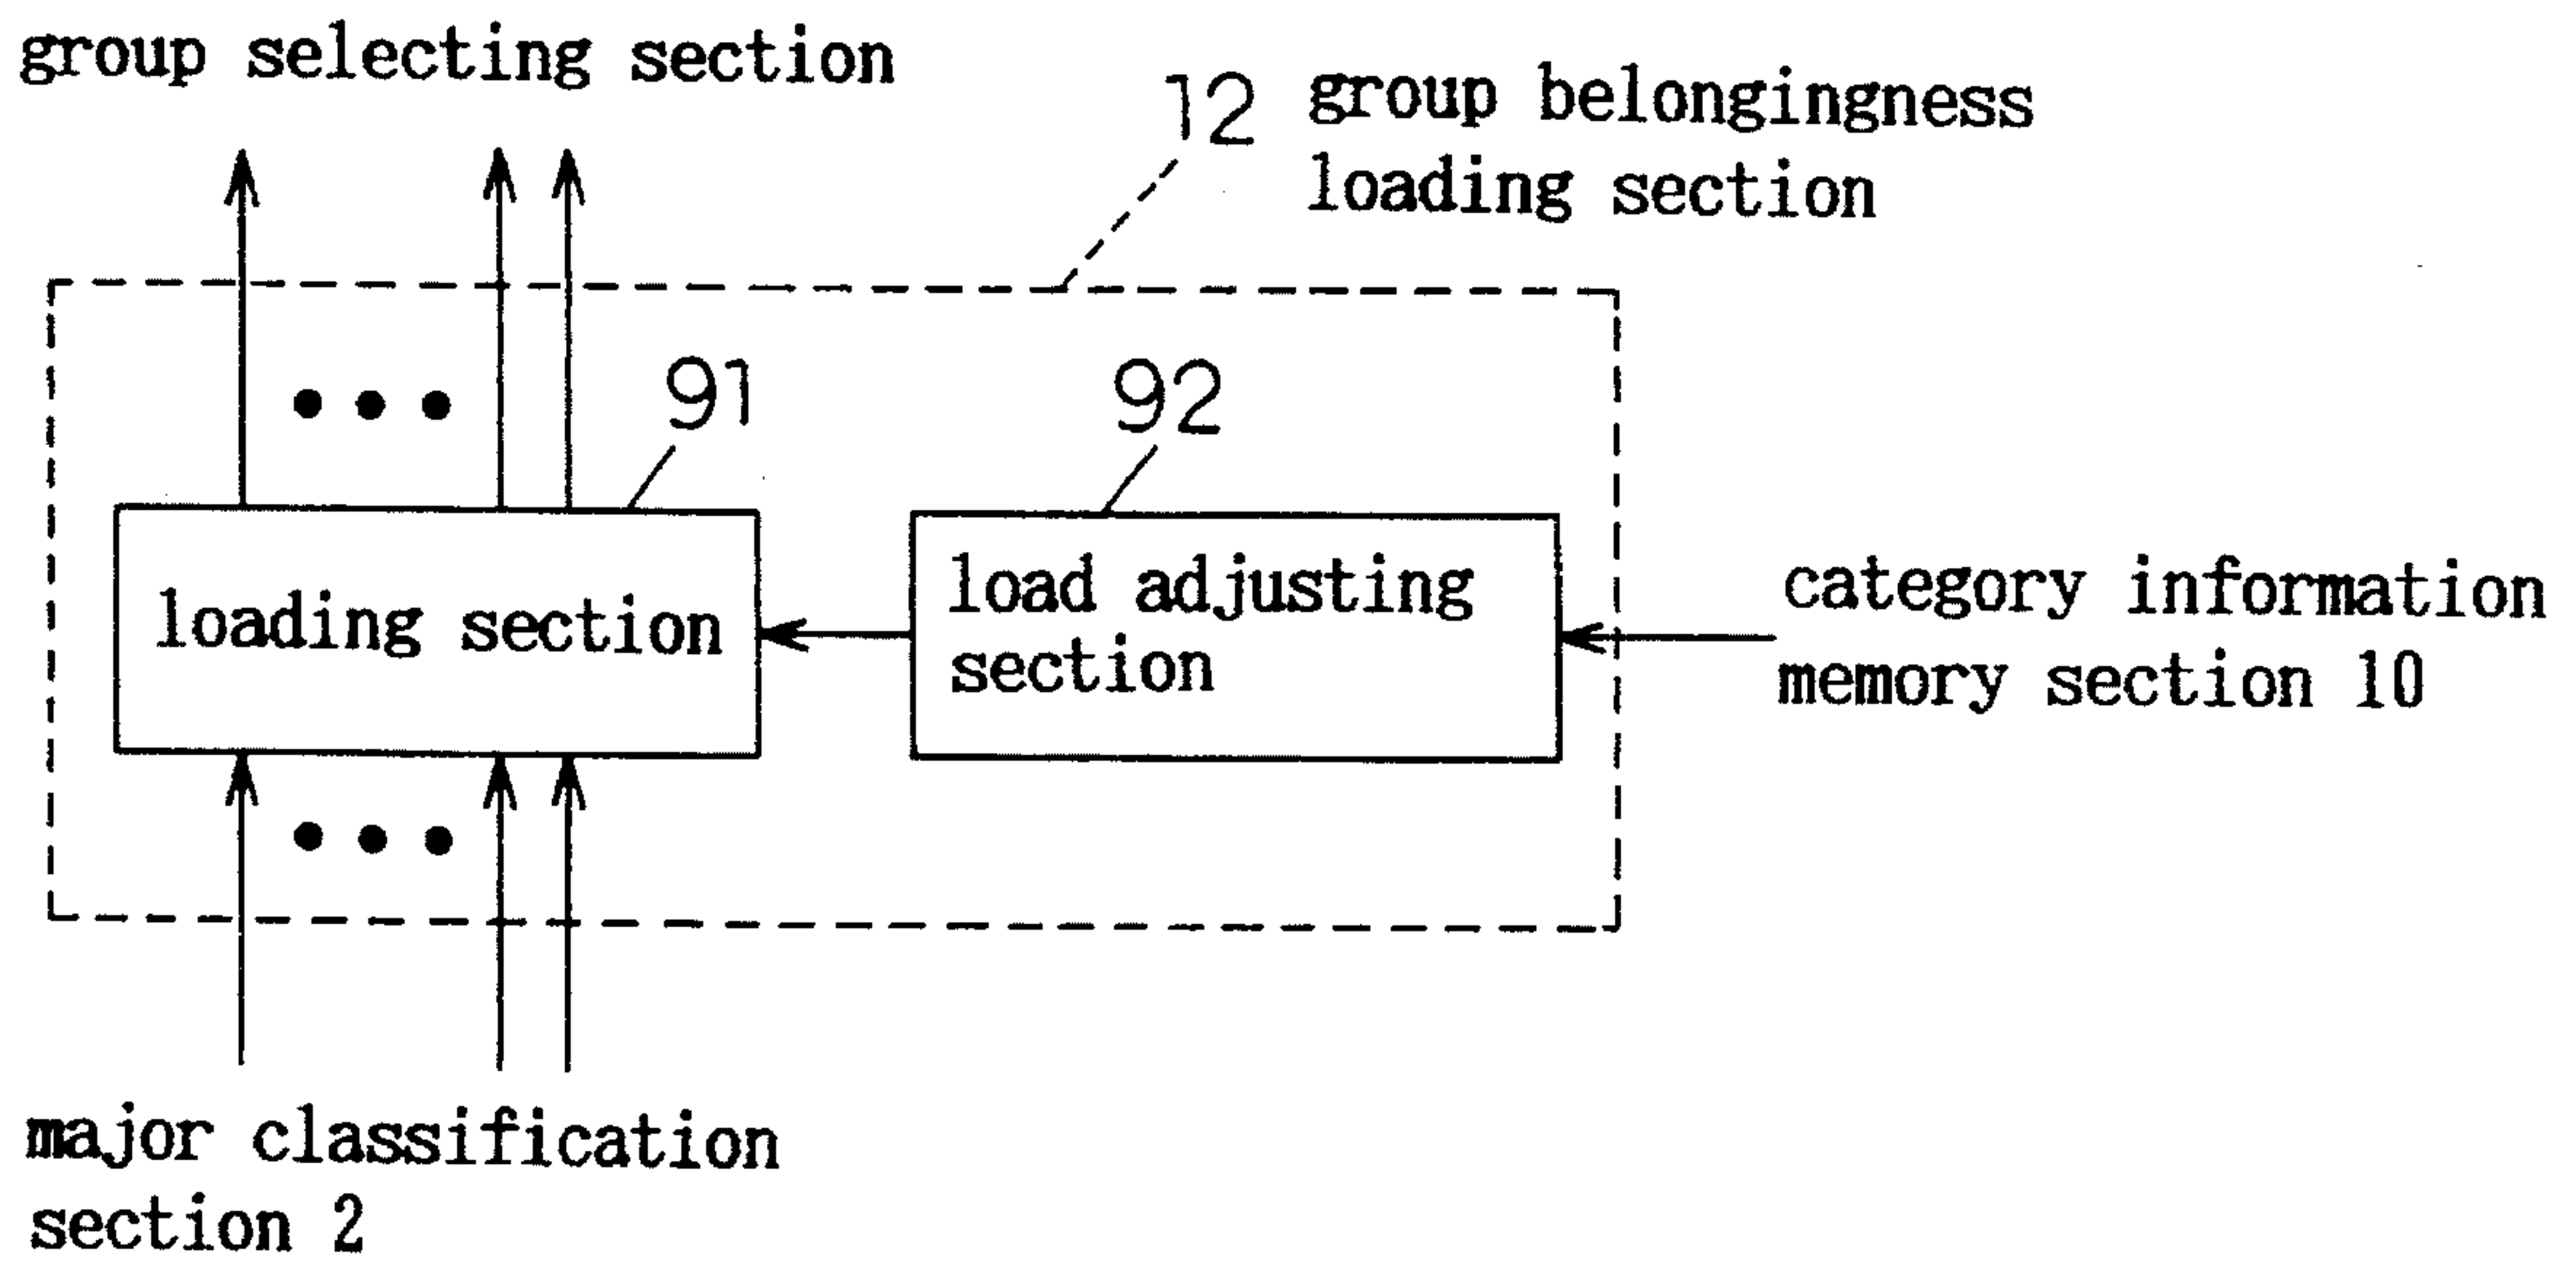 group selecting section
12 group belongingness
loading section
91
92
loading section
load adjusting
section
category information
memory section 10
major classification
section 2